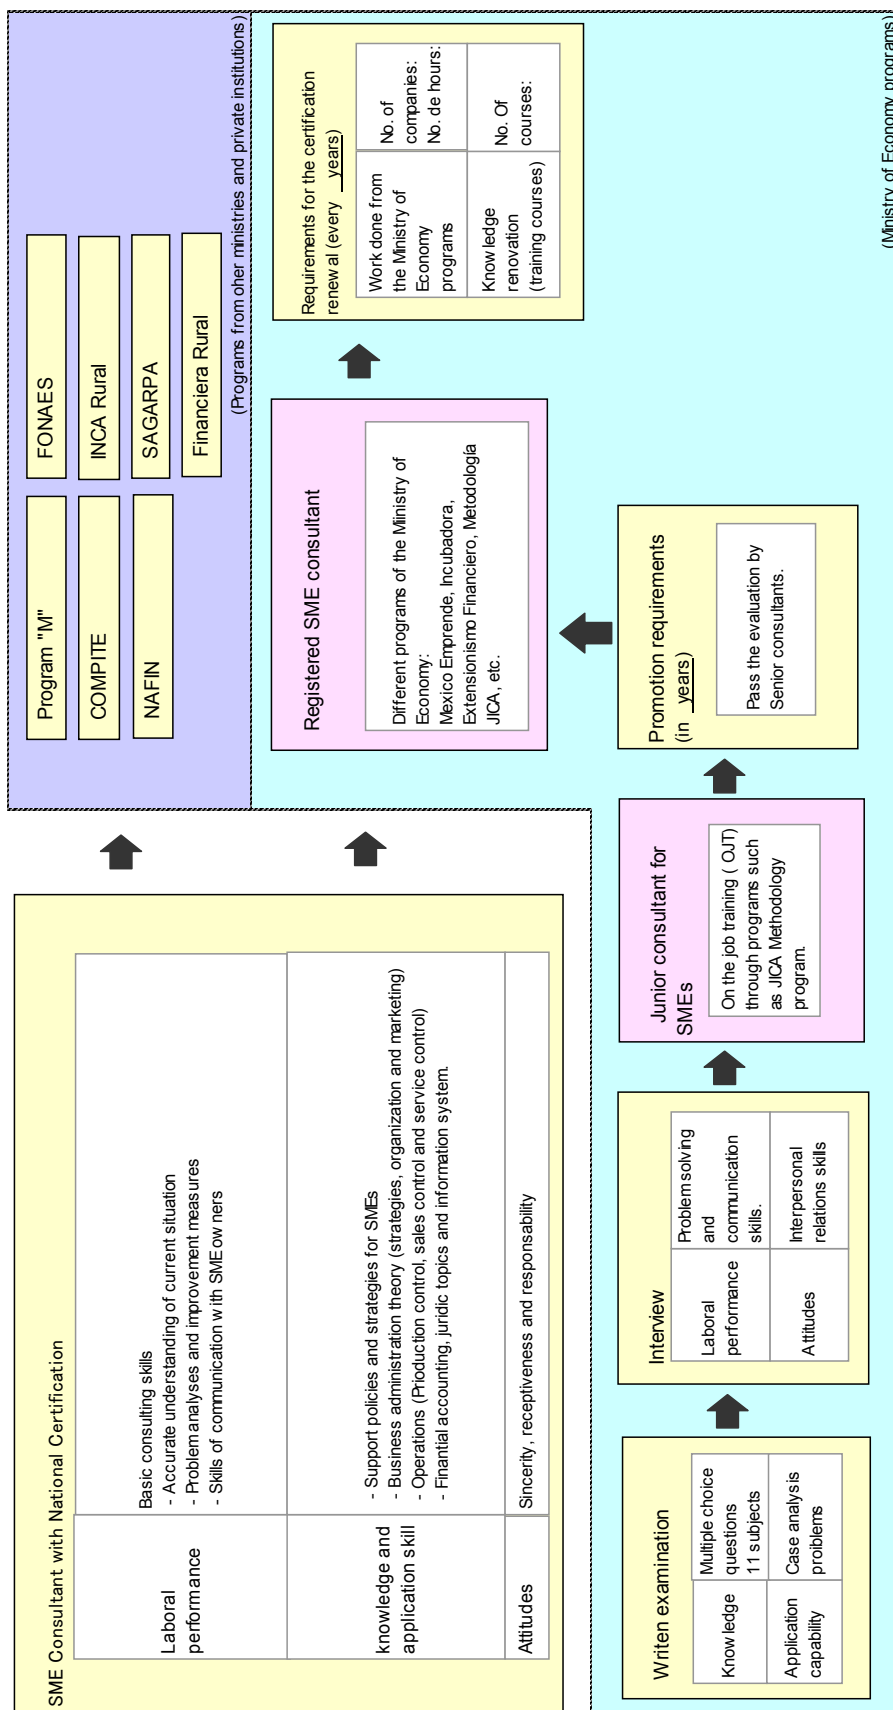 SME Consultant with National Certification
Laboral
performance
Basic consulting skills
- Accurate understanding of current situation
- Problem analyses and improvement measures
- Skills of communication with SME owners
knowledge and
application skill
- Support policies and strategies for SMEs
- Business administration theory (strategies, organization and marketing)
- Operations (Prioduction control, sales control and service control)
- Finantial accounting, juridic topics and information system.
Attitudes
Sincerity, receptiveness and responsability
Program "M"
FONAES
COMPITE
INCA Rural
NAFIN
SAGARPA
Financiera Rural
(Programs from oher ministries and private institutions)
Registered SME consultant
Different programs of the Miinistry of
Economy:
Mexico Emprende, Incubadora,
Extensionismo Financiero, Metodología
JICA, etc.
Requirements for the certification
renewal (every __years)
Work done from
the Ministry of
Economy
programs
No. of
companies:
No. de hours:
Knowledge
renovation
(training courses)
No. Of
courses:
Writen examination
Knowledge
Multiple choice
questions
11 subjects
Application
capability
Case analysis
proiblems
Interview
Laboral
performance
Problem solving
and
communication
skills.
Attitudes
Interpersonal
relations skills
Junior consultant for
SMEs
On the job training ( OJT)
through programs such
as JICA Methodology
program.
Promotion requirements
(in __years)
Pass the evaluation by
Senior consultants.
(Ministry of Economy programs)